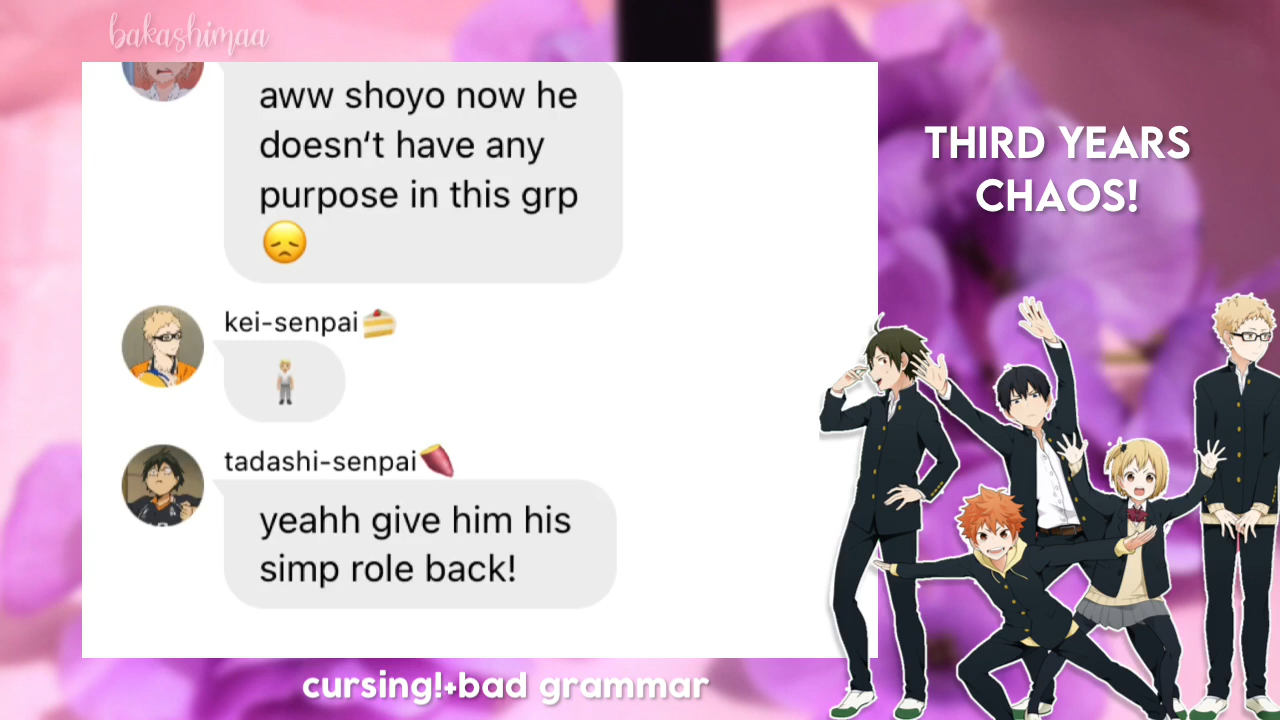 bakashimaa
aww shoyo now he
doesn't have any
purpose in this grp
😞
kei-senpai🍰
🧍🏼
tadashi-senpai🍠
yeahh give him his
simp role back!
THIRD YEARS
CHAOS!
cursing!+bad grammar